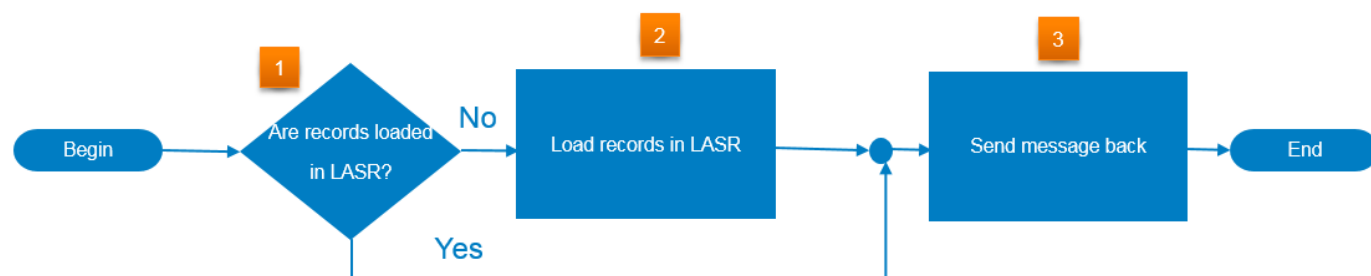 1
2
3
Begin
Are records loaded
in LASR?
No
Load records in LASR
Send message back
End
Yes